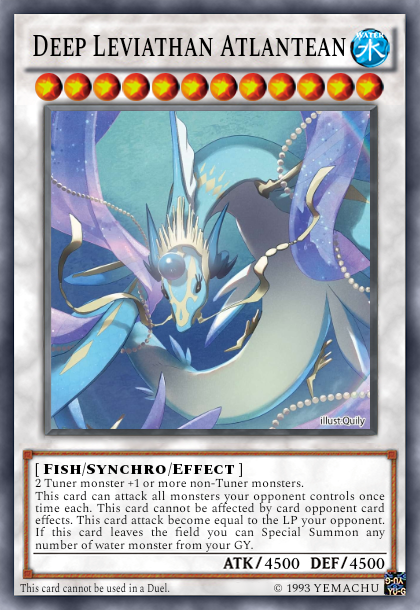 DEEP LEVIATHAN ATLANTEAN
WATER
水
illust:Quily
[ FISH/SYNCHRO/EFFECT ]
2 Tuner monster +1 or more non-Tuner monsters.
This card can attack all monsters your opponent controls once
time each. This card cannot be affected by card opponent card
effects. This card attack become equal to the LP your opponent.
If this card leaves the field you can Special Summon any
number of water monster from your GY.
ATK/4500 DEF/4500
This card cannot be used in a Duel.
© 1993 YEMACHU
YU-G